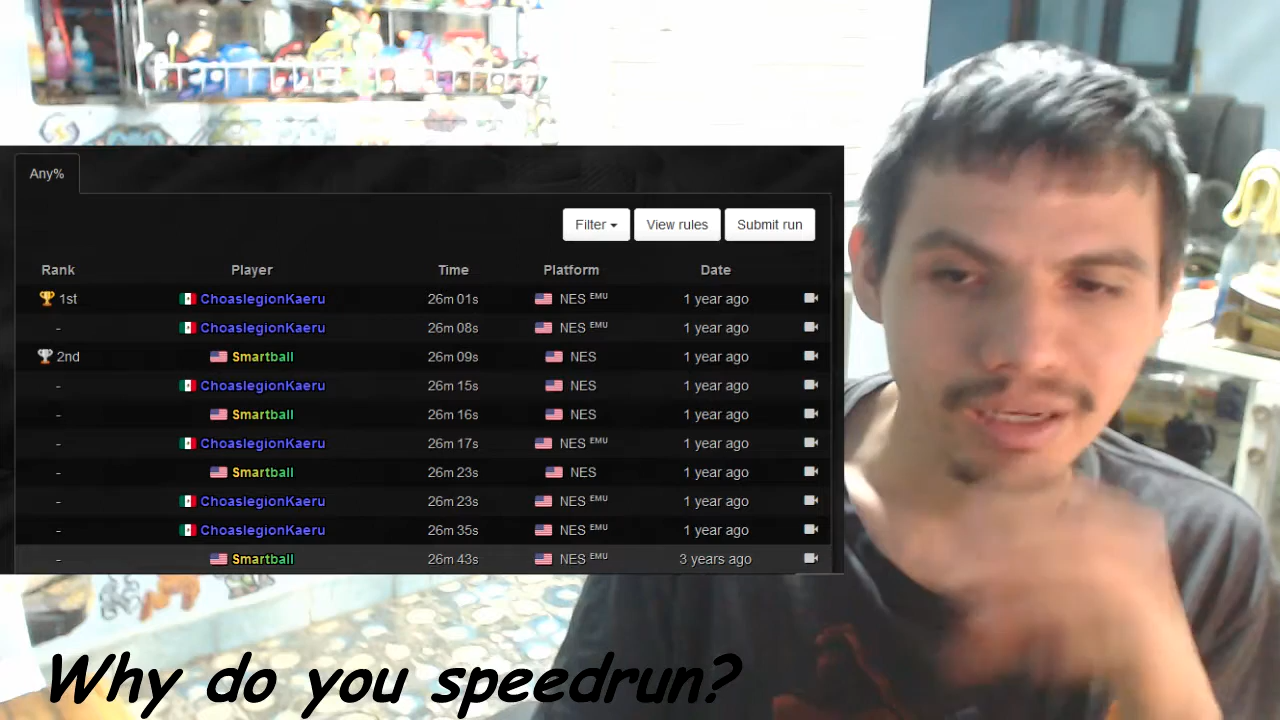 Any%
Filter View rules Submit run
Rank Player Time Platform Date
1st ChoaslegionKaeru 26m 01s NES EMU 1 year ago
- ChoaslegionKaeru 26m 08s NES EMU 1 year ago
2nd Smartball 26m 09s NES 1 year ago
- ChoaslegionKaeru 26m 15s NES 1 year ago
- Smartball 26m 16s NES 1 year ago
- ChoaslegionKaeru 26m 17s NES EMU 1 year ago
- Smartball 26m 23s NES 1 year ago
- ChoaslegionKaeru 26m 23s NES EMU 1 year ago
- ChoaslegionKaeru 26m 35s NES EMU 1 year ago
- Smartball 26m 43s NES EMU 3 years ago
Why do you speedrun?